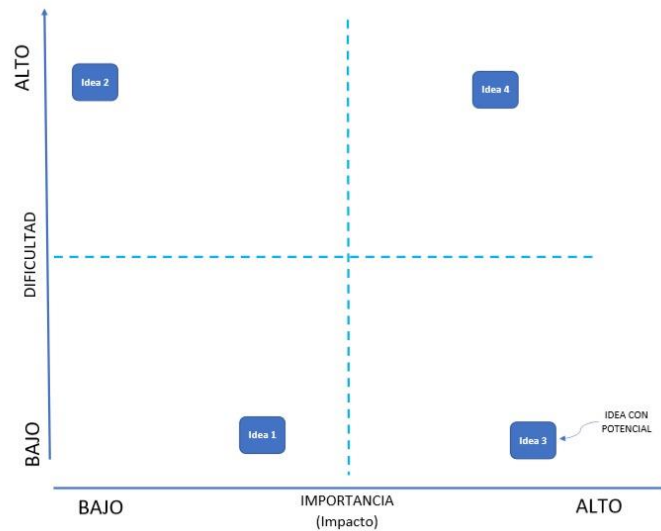 ALTO
Idea 2
Idea 4
DIFICULTAD
BAJO
Idea 1
Idea 3
IDEA CON
POTENCIAL
BAJO
IMPORTANCIA
(Impacto)
ALTO